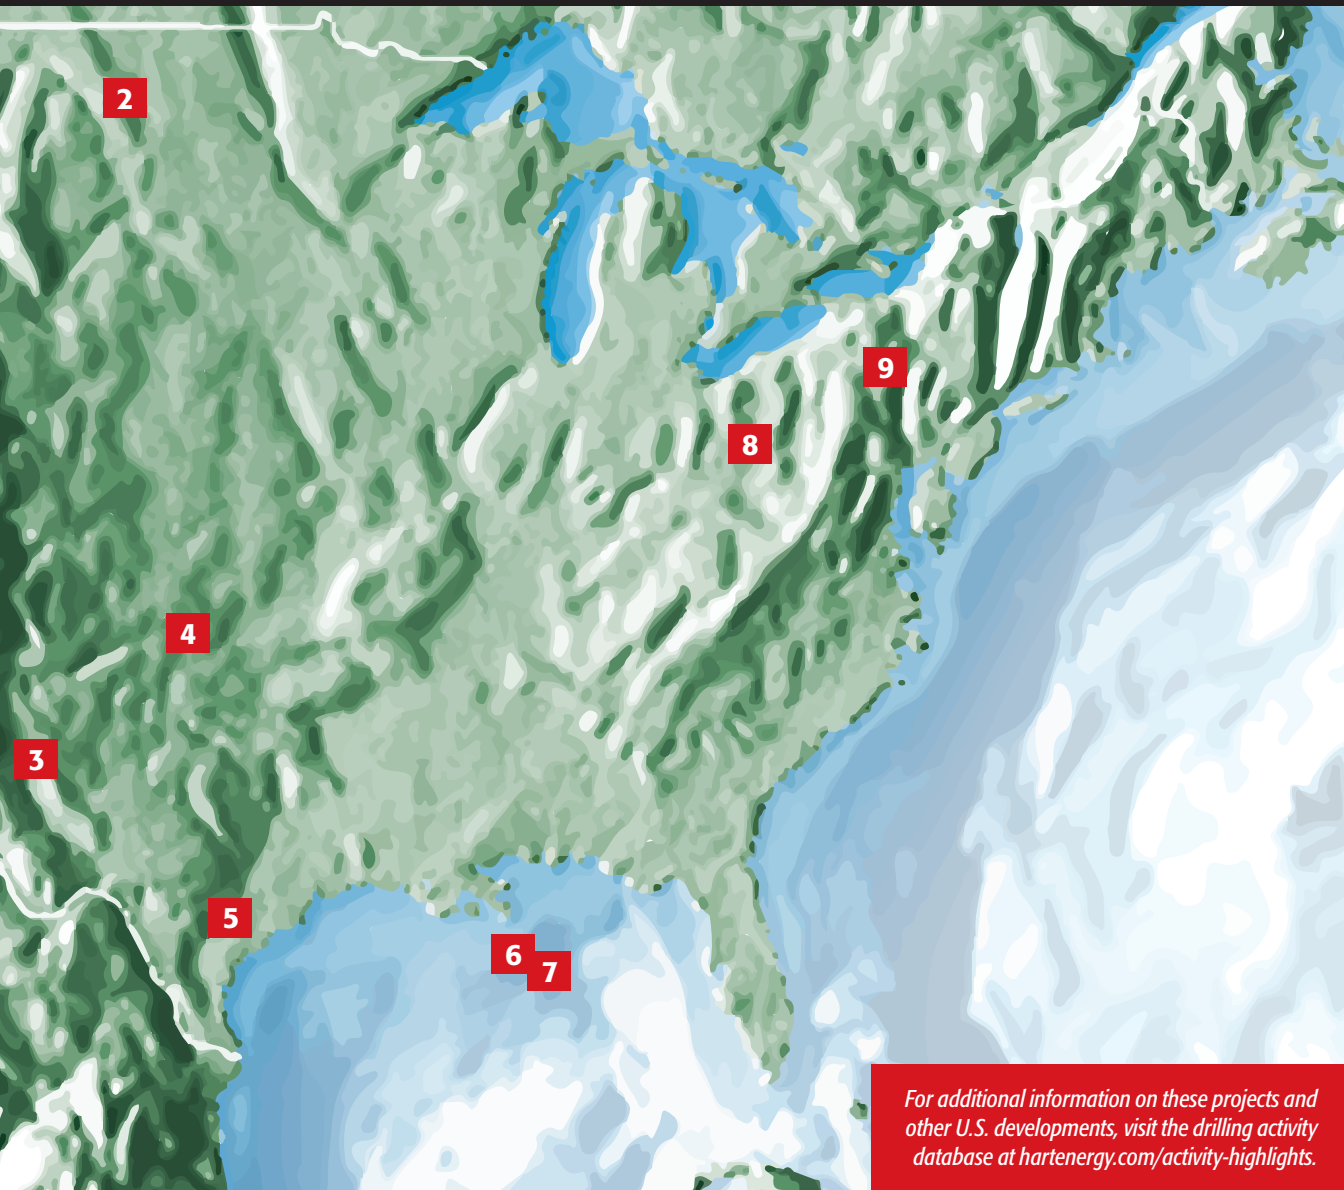 2
9
8
4
3
5
6
7
For additional information on these projects and
other U.S. developments, visit the drilling activity
database at hartenergy.com/activity-highlights.